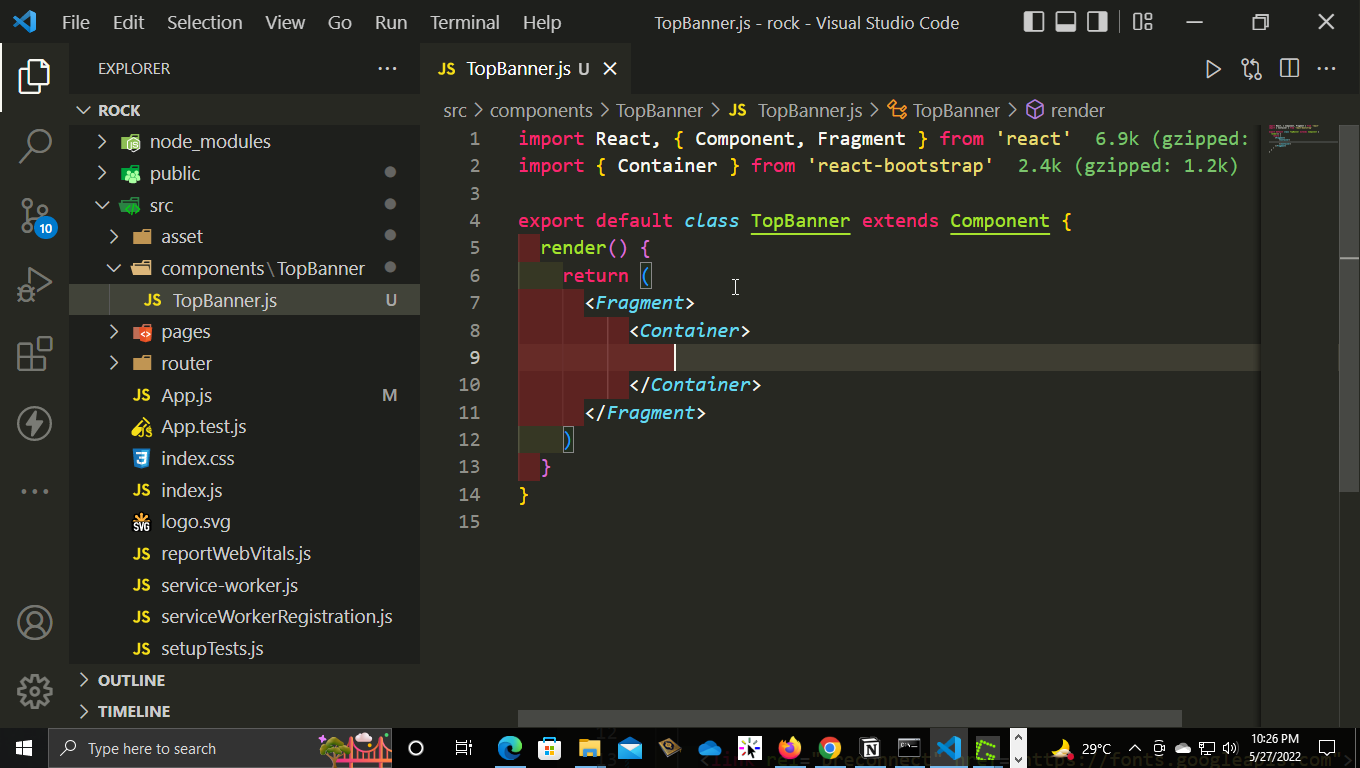 File Edit Selection View Go Run Terminal Help TopBanner.js - rock - Visual Studio Code
EXPLORER
JS TopBanner.js U
ROCK
src > components > TopBanner > JS TopBanner.js > TopBanner > render
node_modules
public
src
asset
components\TopBanner
JS TopBanner.js U
pages
router
JS App.js M
App.test.js
index.css
JS index.js
SVG logo.svg
JS reportWebVitals.js
JS service-worker.js
JS serviceWorkerRegistration.js
JS setupTests.js
OUTLINE
TIMELINE
10
1 import React, { Component, Fragment } from 'react' 6.9k (gzipped:
2 import { Container } from 'react-bootstrap' 2.4k (gzipped: 1.2k)
3
4 export default class TopBanner extends Component {
5 render() {
6 return (
7 <Fragment>
8 <Container>
9
10 </Container>
11 </Fragment>
12 )
13 }
14 }
15
Type here to search
29°C
10:26 PM
5/27/2022